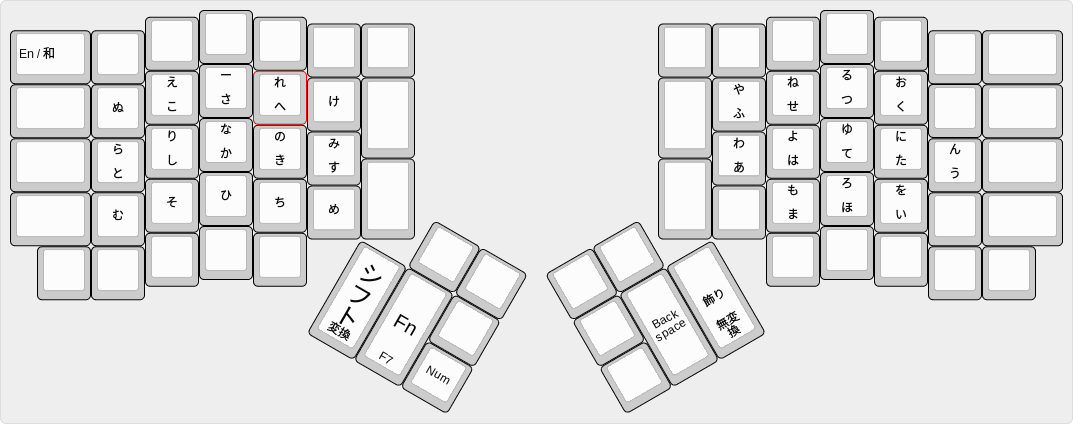 En / 和
ー
れ
え
こ
さ
へ
け
ぬ
り
な
の
み
ら
と
し
か
き
す
そ
ひ
ち
め
む
シフト
変換
Fn
F7
Num
る
ね
お
や
ふ
せ
つ
く
ゆ
よ
に
わ
あ
は
て
た
ん
う
ろ
も
を
ま
ほ
い
Back
space
飾り
無変
換